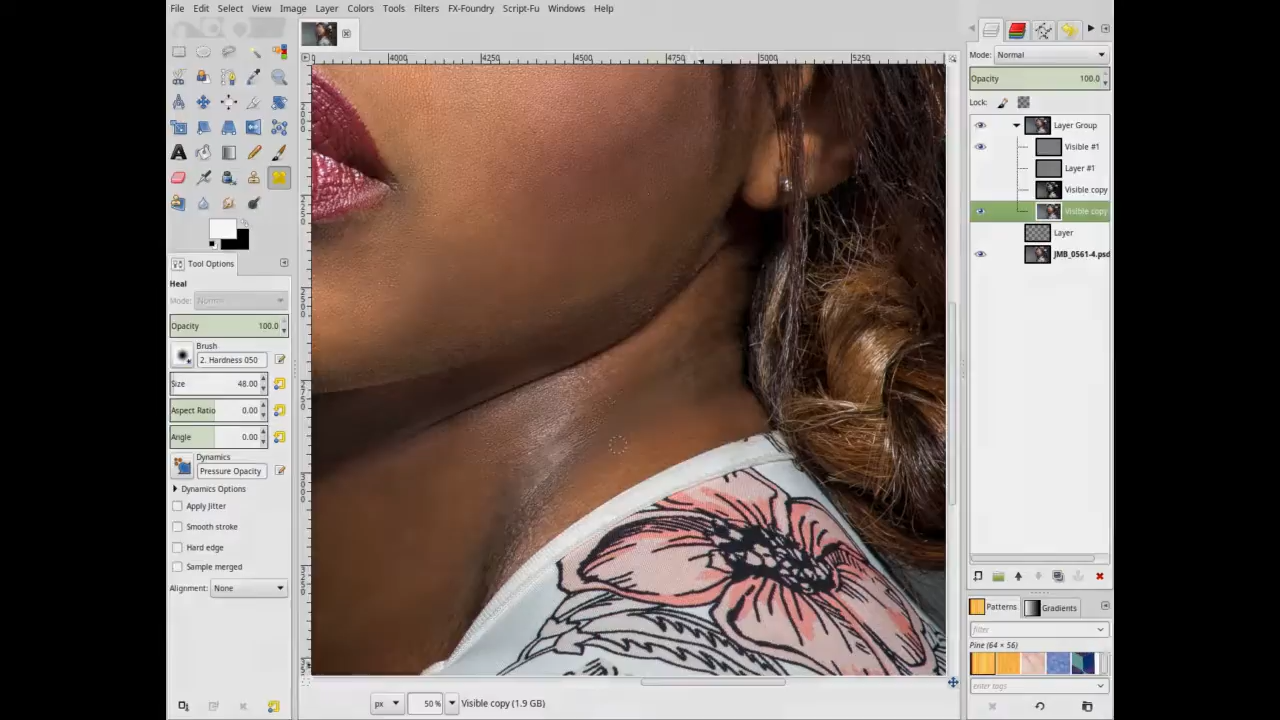 File Edit Select View Image Layer Colors Tools Filters FX-Foundry Script-Fu Windows Help
4000 4250 4500 4750 5000 5250
Mode: Normal
Opacity 100.0
Lock:
Layer Group
Visible #1
Layer #1
Visible copy
Visible copy
Layer
JMB_0561-4.psd
Tool Options
Heal
Mode: Normal
Opacity 100.0
Brush
2. Hardness 050
Size 48.00
Aspect Ratio 0.00
Angle 0.00
Dynamics
Pressure Opacity
Dynamics Options
Apply Jitter
Smooth stroke
Hard edge
Sample merged
Alignment: None
Patterns Gradients
filter
Pine (64 × 56)
enter tags
px 50 % Visible copy (1.9 GB)